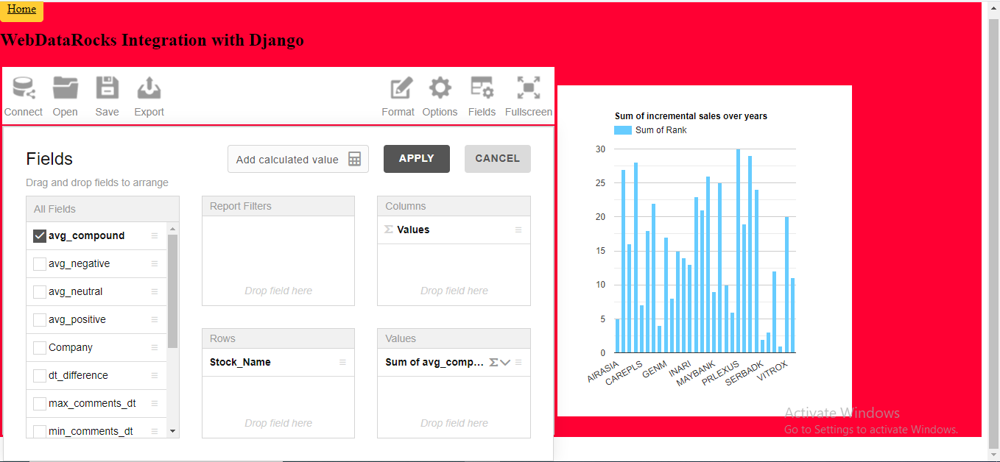 Home
WebDataRocks Integration with Django
Connect Open Save Export Format Options Fields Fullscreen
Fields
Add calculated value APPLY CANCEL
Drag and drop fields to arrange
All Fields
avg_compound
avg_negative
avg_neutral
avg_positive
Company
dt_difference
max_comments_dt
min_comments_dt
Report Filters
Drop field here
Columns
Σ Values
Drop field here
Rows
Stock_Name
Drop field here
Values
Sum of avg_comp... Σ
Drop field here
Sum of incremental sales over years
Sum of Rank
30
25
20
15
10
5
0
AIRASIA
CAREPLS
GENM
INARI
MAYBANK
PRLEXUS
SERBADK
VITROX
Activate Windows
Go to Settings to activate Windows.